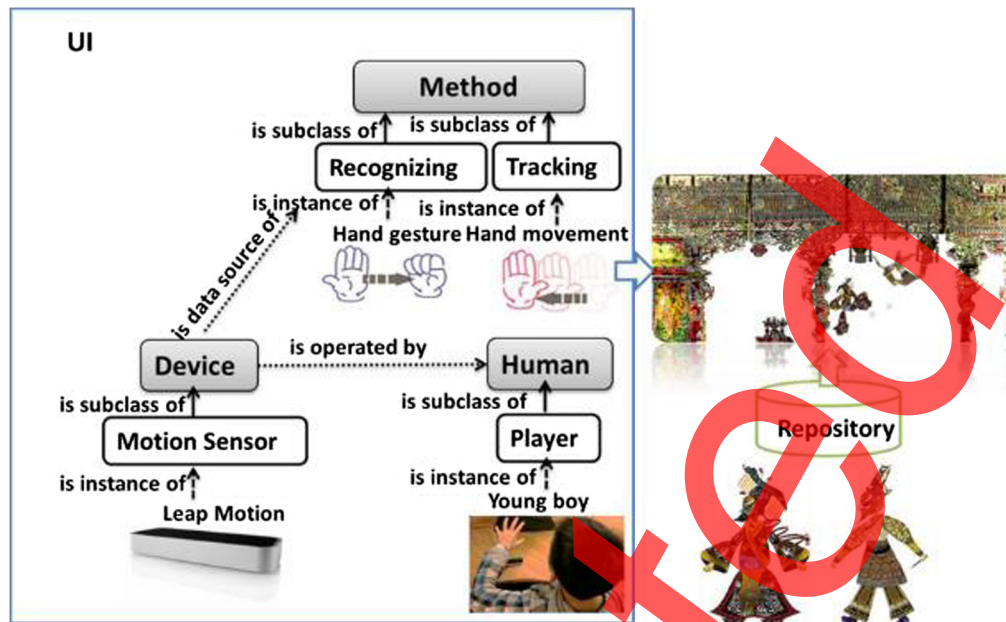 UI
Method
is subclass of
is subclass of
Recognizing
Tracking
is instance of
is instance of
Hand gesture
Hand movement
is data source of
Device
is operated by
Human
is subclass of
is subclass of
Motion Sensor
Player
is instance of
is instance of
Leap Motion
Young boy
Repository
ted